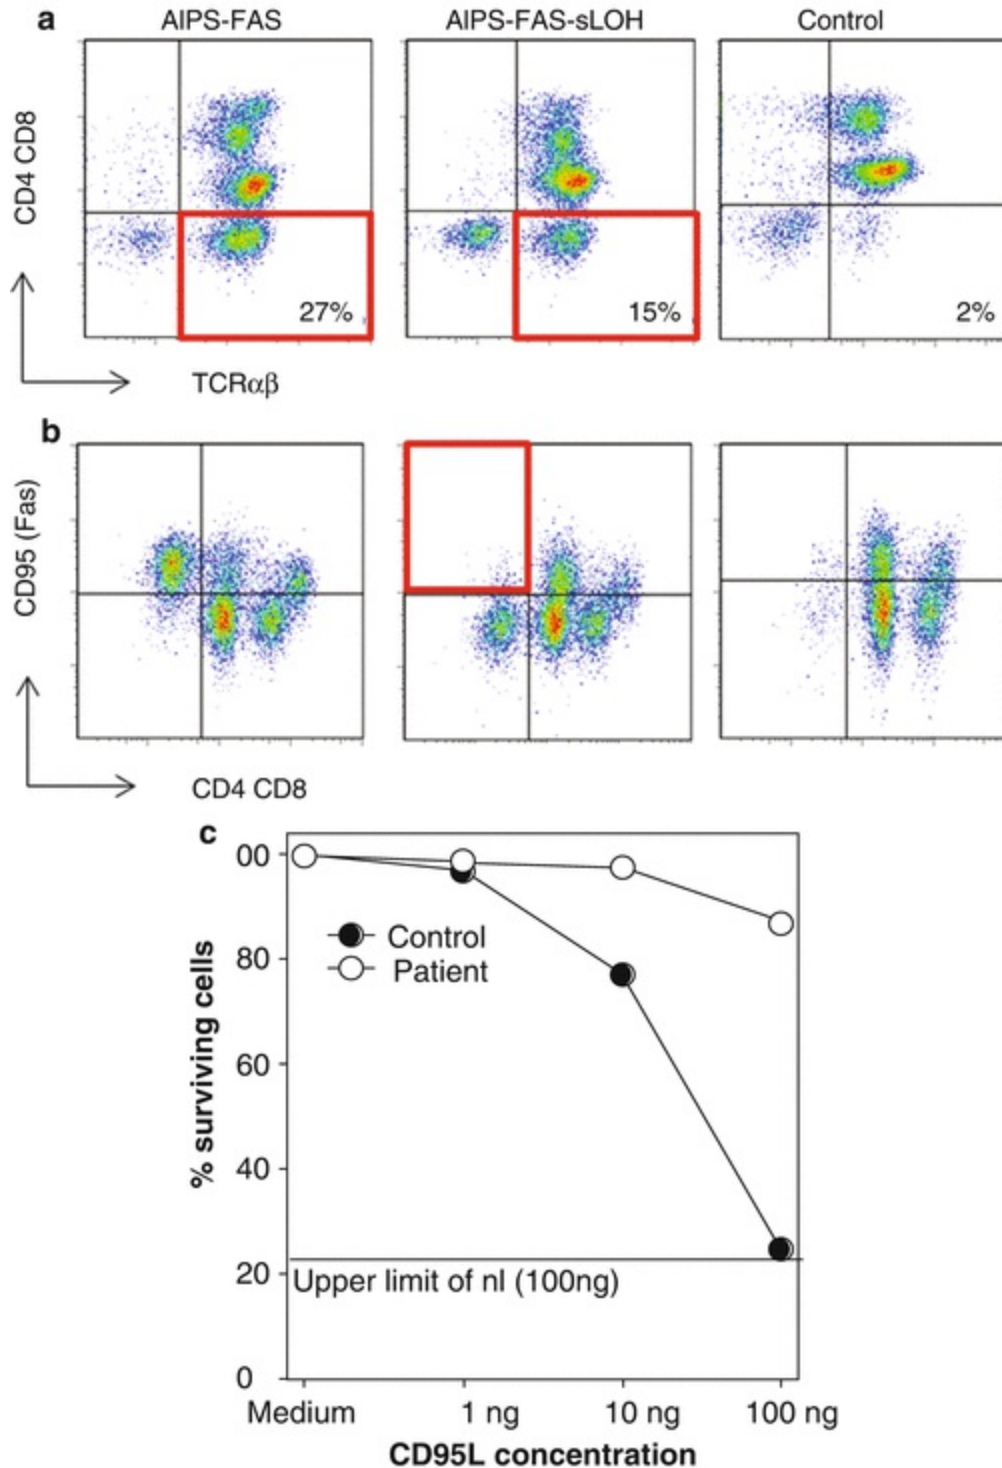 a
AIPS-FAS
AIPS-FAS-sLOH
Control
CD4 CD8
27%
15%
2%
TCRαβ
b
CD95 (Fas)
CD4 CD8
c
00
80
60
40
20
0
% surviving cells
Control
Patient
Upper limit of nl (100ng)
Medium
1 ng
10 ng
100 ng
CD95L concentration